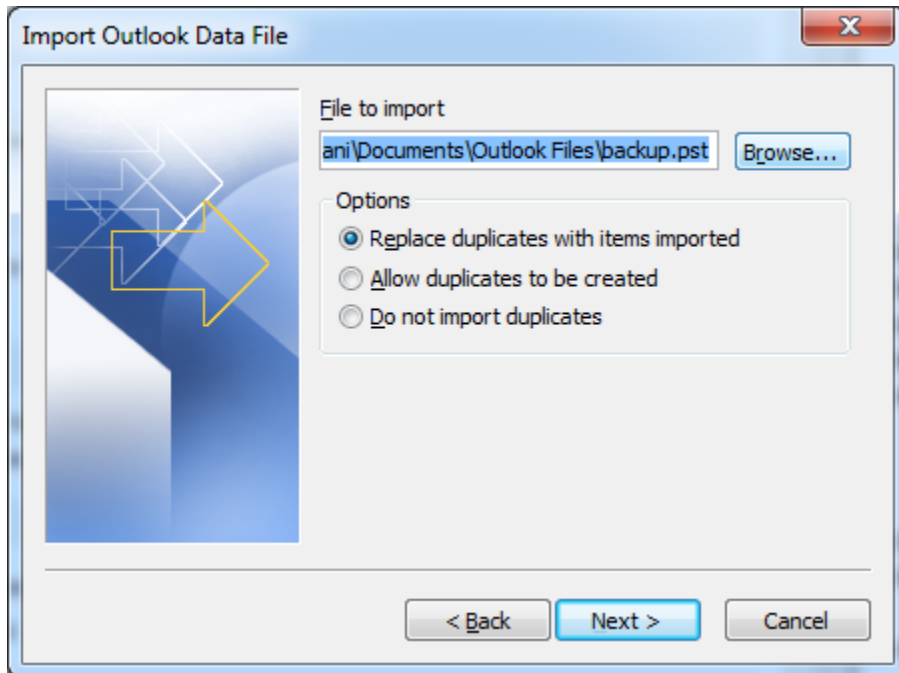 Import Outlook Data File
File to import
ani\Documents\Outlook Files\backup.pst
Browse...
Options
Replace duplicates with items imported
Allow duplicates to be created
Do not import duplicates
< Back
Next >
Cancel